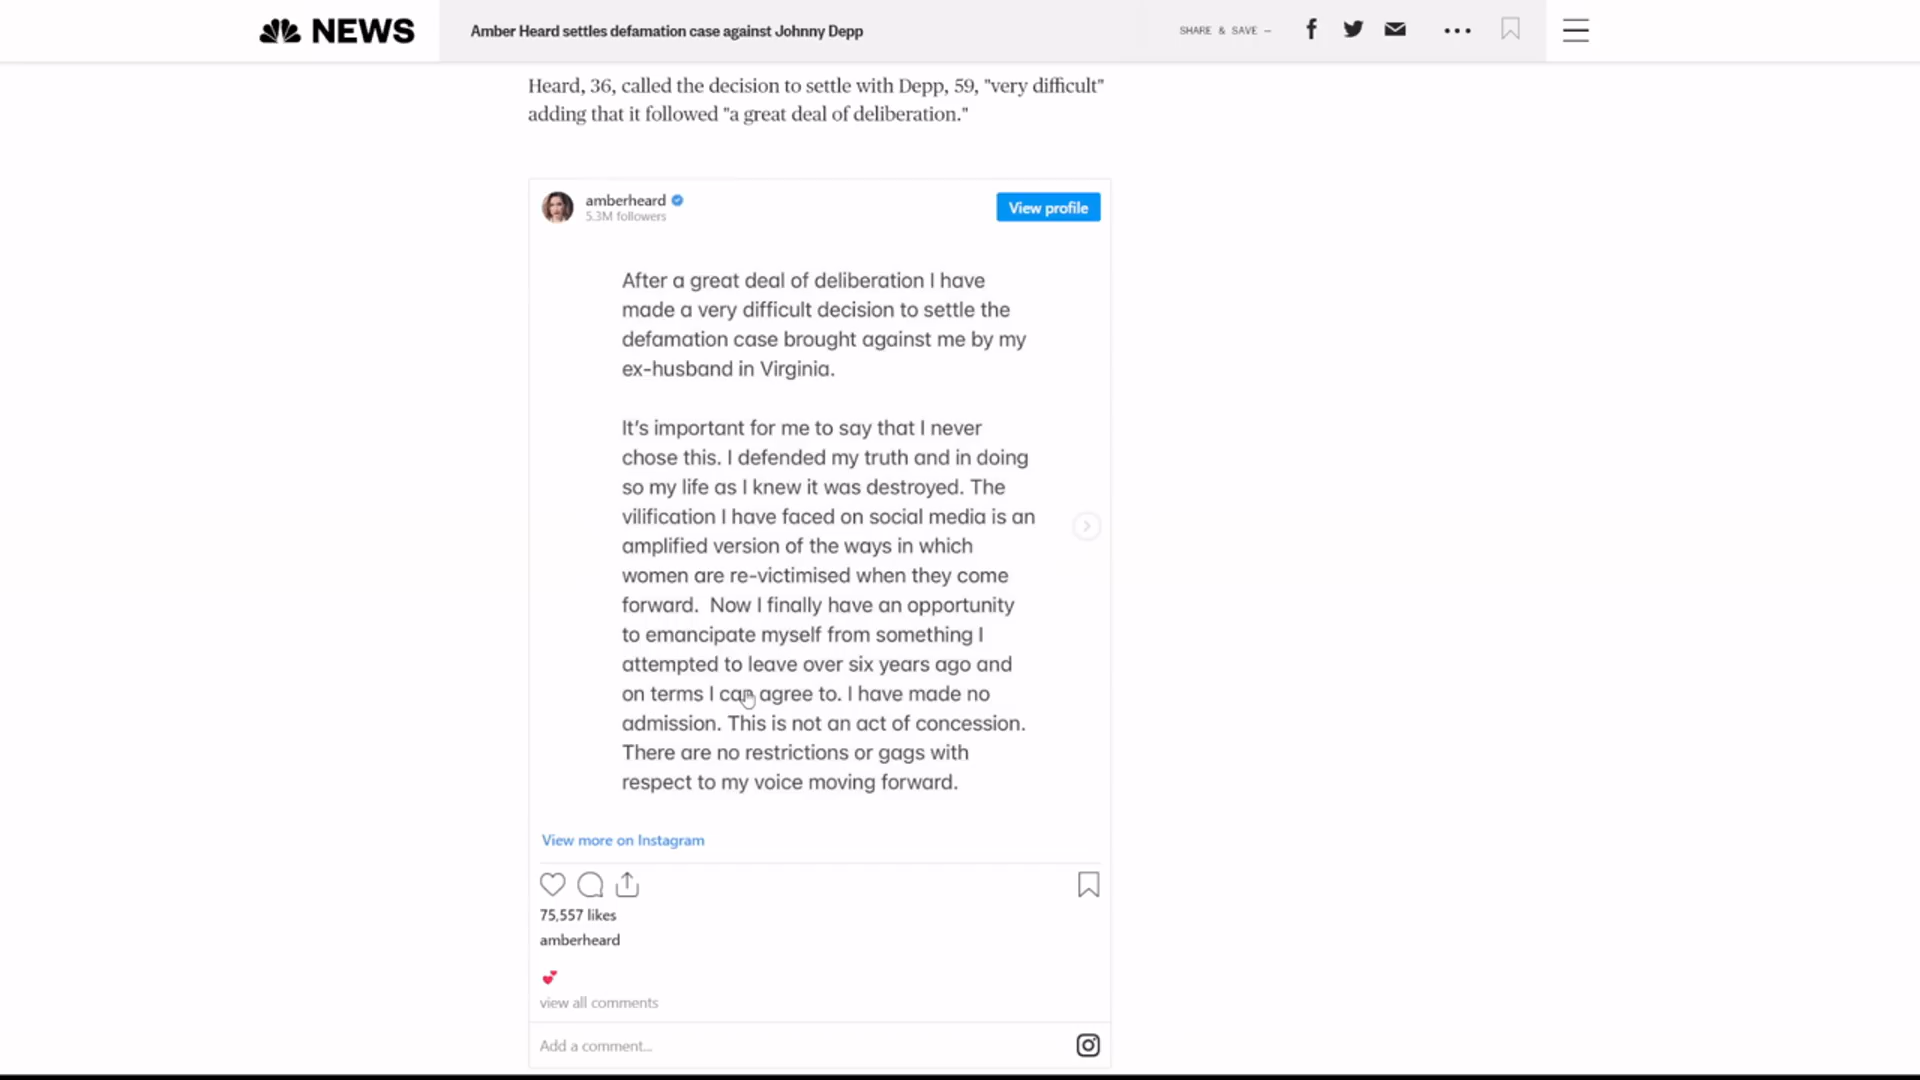 NEWS
Amber Heard settles defamation case against Johnny Depp
SHARE & SAVE —
Heard, 36, called the decision to settle with Depp, 59, "very difficult"
adding that it followed "a great deal of deliberation."
amberheard
5.3M followers
View profile
After a great deal of deliberation I have
made a very difficult decision to settle the
defamation case brought against me by my
ex-husband in Virginia.
It's important for me to say that I never
chose this. I defended my truth and in doing
so my life as I knew it was destroyed. The
vilification I have faced on social media is an
amplified version of the ways in which
women are re-victimised when they come
forward.  Now I finally have an opportunity
to emancipate myself from something I
attempted to leave over six years ago and
on terms I can agree to. I have made no
admission. This is not an act of concession.
There are no restrictions or gags with
respect to my voice moving forward.
View more on Instagram
75,557 likes
amberheard
💕
view all comments
Add a comment...